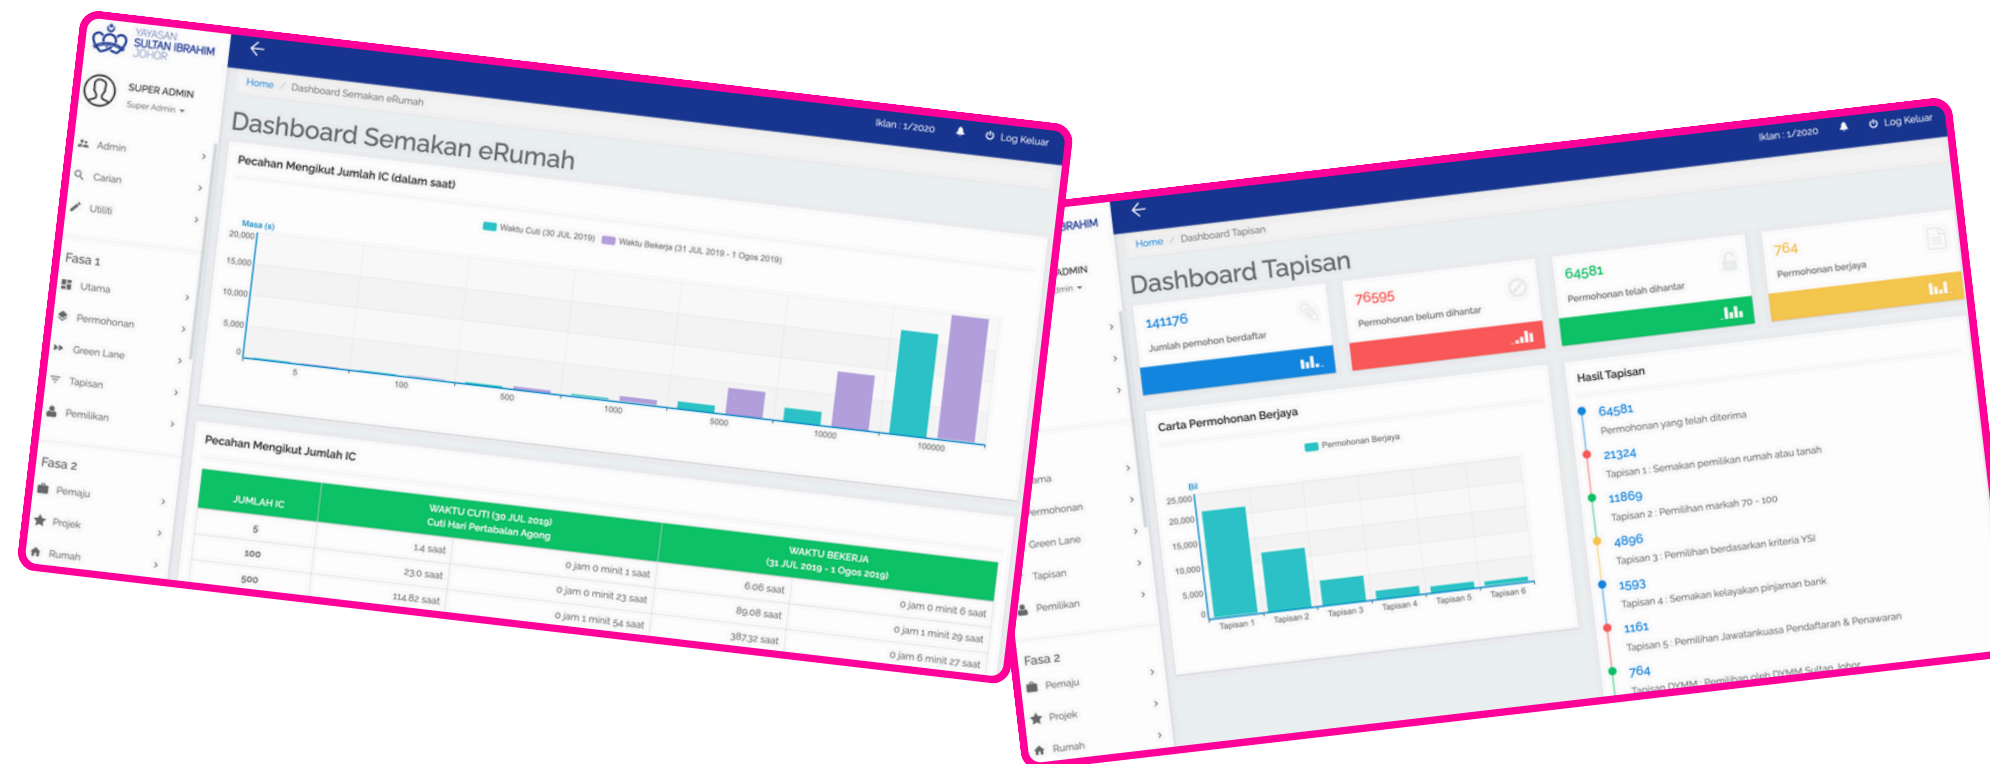 YAYASAN
SULTAN IBRAHIM
JOHOR
SUPER ADMIN
Super Admin
Admin
Carian
Utiliti
Fasa 1
Utama
Permohonan
Green Lane
Tapisan
Pemilikan
Fasa 2
Pemaju
Projek
Rumah
Iklan : 1/2020
Log Keluar
Home / Dashboard Semakan eRumah
Dashboard Semakan eRumah
Pecahan Mengikut Jumlah IC (dalam saat)
Waktu Cuti (30 JUL 2019)
Waktu Bekerja (31 JUL 2019 - 1 Ogos 2019)
Masa (s)
20,000
15,000
10,000
5,000
0
5
100
500
1000
5000
10000
100000
Pecahan Mengikut Jumlah IC
JUMLAH IC
WAKTU CUTI (30 JUL 2019)
Cuti Hari Pertabalan Agong
WAKTU BEKERJA
(31 JUL 2019 - 1 Ogos 2019)
5 1.4 saat 0 jam 0 minit 1 saat 6.06 saat 0 jam 0 minit 6 saat
100 23.0 saat 0 jam 0 minit 23 saat 89.08 saat 0 jam 1 minit 29 saat
500 114.82 saat 0 jam 1 minit 54 saat 387.32 saat 0 jam 6 minit 27 saat
BRAHIM
ADMIN
dmin
ama
ermohonan
Green Lane
Tapisan
Pemilikan
Fasa 2
Pemaju
Projek
Rumah
Iklan : 1/2020
Log Keluar
Home / Dashboard Tapisan
Dashboard Tapisan
141176
Jumlah pemohon berdaftar
76595
Permohonan belum dihantar
64581
Permohonan telah dihantar
764
Permohonan berjaya
Carta Permohonan Berjaya
Permohonan Berjaya
Bil
25,000
20,000
15,000
10,000
5,000
0
Tapisan 1
Tapisan 2
Tapisan 3
Tapisan 4
Tapisan 5
Tapisan 6
Hasil Tapisan
64581
Permohonan yang telah diterima
21324
Tapisan 1 : Semakan pemilikan rumah atau tanah
11869
Tapisan 2 : Pemilihan markah 70 - 100
4896
Tapisan 3 : Pemilihan berdasarkan kriteria YSI
1593
Tapisan 4 : Semakan kelayakan pinjaman bank
1161
Tapisan 5 : Pemilihan Jawatankuasa Pendaftaran & Penawaran
764
Tapisan DYMM : Pemilihan oleh DYMM Sultan Johor